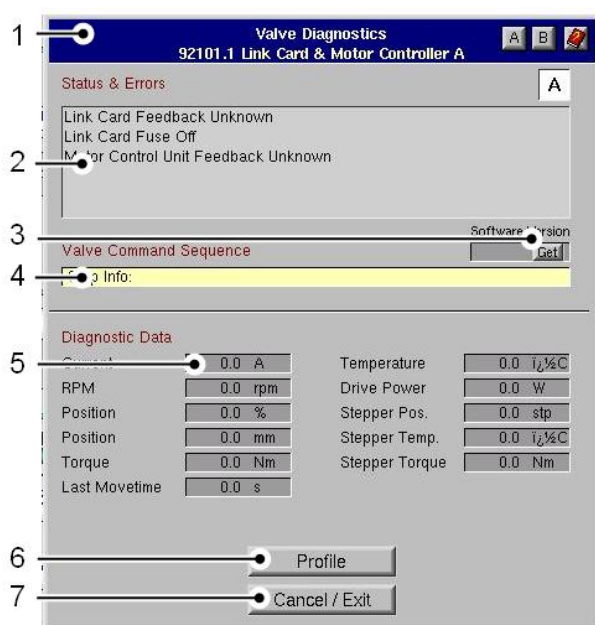 1
Valve Diagnostics
92101.1 Link Card & Motor Controller A
A B
Status & Errors
A
Link Card Feedback Unknown
Link Card Fuse Off
2
Motor Control Unit Feedback Unknown
3
Software Version
Valve Command Sequence
Get
4
Step Info:
Diagnostic Data
5
Current 0.0 A Temperature 0.0 ï¿½C
RPM 0.0 rpm Drive Power 0.0 W
Position 0.0 % Stepper Pos. 0.0 stp
Position 0.0 mm Stepper Temp. 0.0 ï¿½C
Torque 0.0 Nm Stepper Torque 0.0 Nm
Last Movetime 0.0 s
6
Profile
7
Cancel / Exit